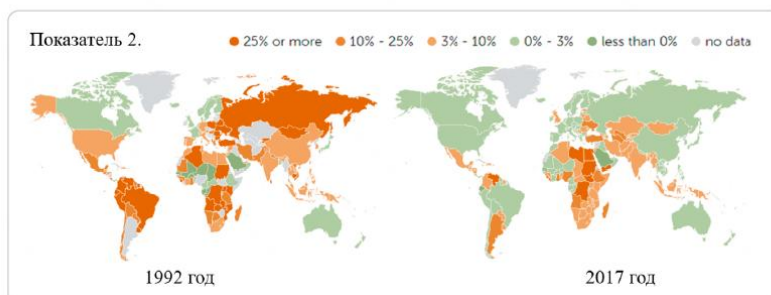 Показатель 2.
25% or more 10% - 25% 3% - 10% 0% - 3% less than 0% no data
1992 год 2017 год